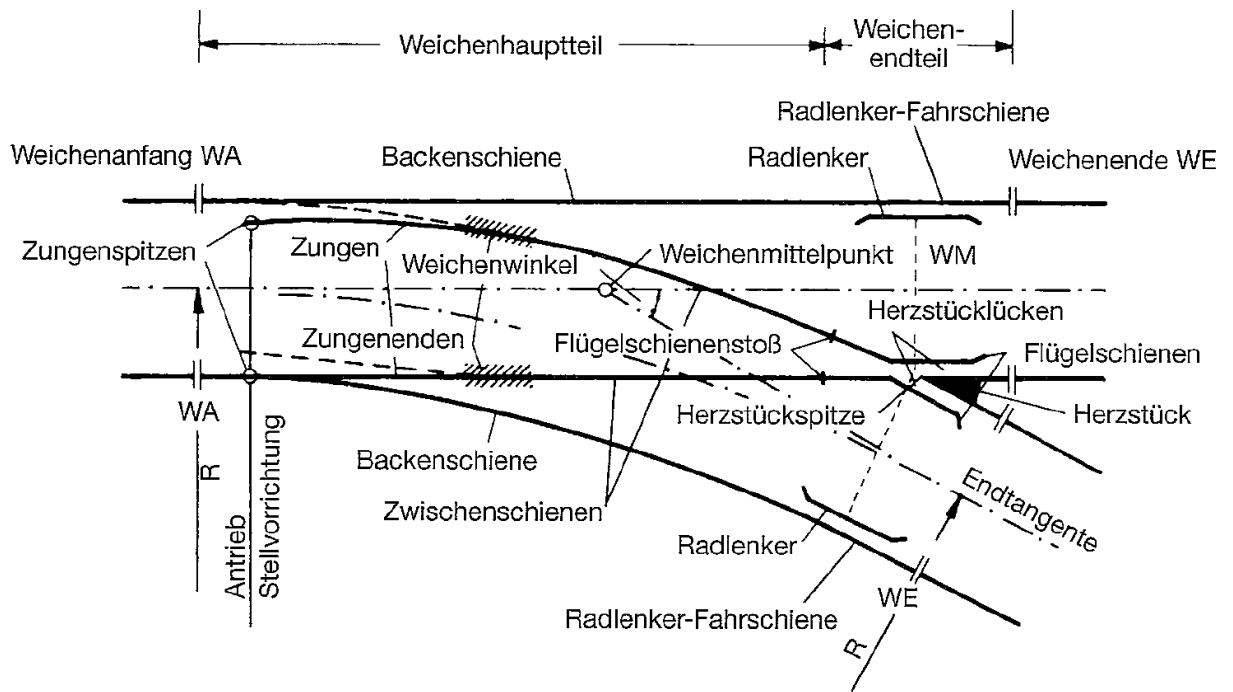 Weichenhauptteil
Weichen-
endteil
Radlenker-Fahrschiene
Weichenanfang WA
Backenschiene
Radlenker
Weichenende WE
Zungenspitzen
Zungen
Weichenwinkel
Weichenmittelpunkt
WM
Herzstücklücken
Zungenenden
Flügelschienenstoß
Flügelschienen
WA
Herzstückspitze
Herzstück
R
Backenschiene
Zwischenschienen
Antrieb
Stellvorrichtung
Radlenker
Endtangente
WE
Radlenker-Fahrschiene
R